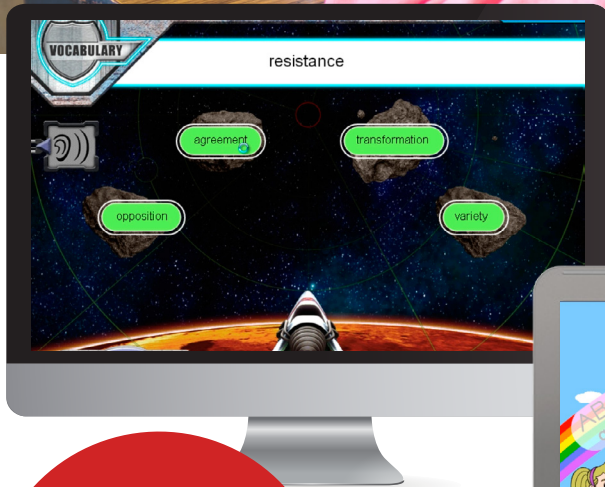 VOCABULARY
resistance
agreement
transformation
opposition
variety